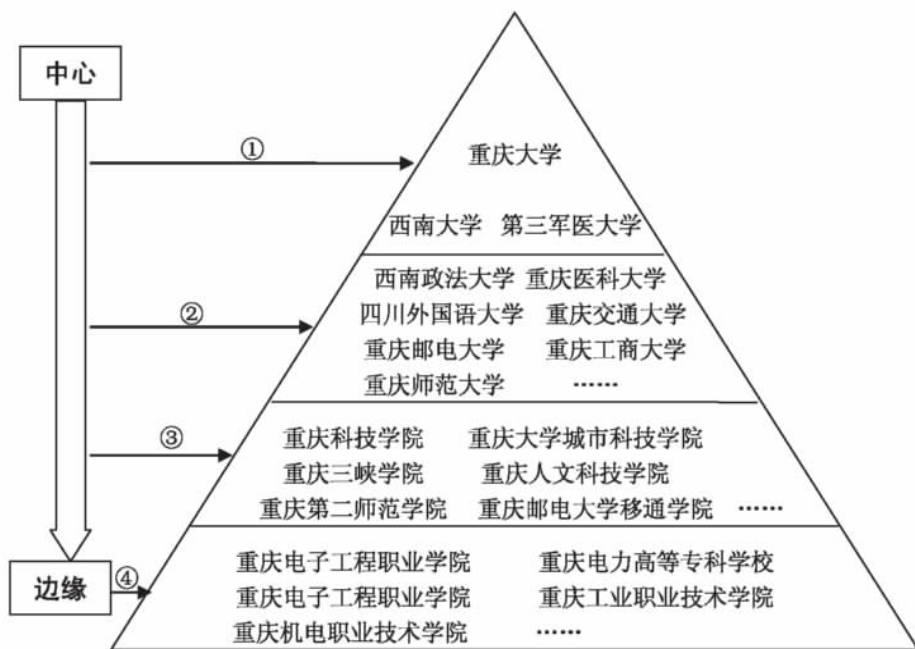 中心
①
重庆大学
西南大学 第三军医大学
②
西南政法大学 重庆医科大学
四川外国语大学 重庆交通大学
重庆邮电大学 重庆工商大学
重庆师范大学 ……
③
重庆科技学院 重庆大学城市科技学院
重庆三峡学院 重庆人文科技学院
重庆第二师范学院 重庆邮电大学移通学院 ……
边缘
④
重庆电子工程职业学院 重庆电力高等专科学校
重庆电子工程职业学院 重庆工业职业技术学院
重庆机电职业技术学院 ……